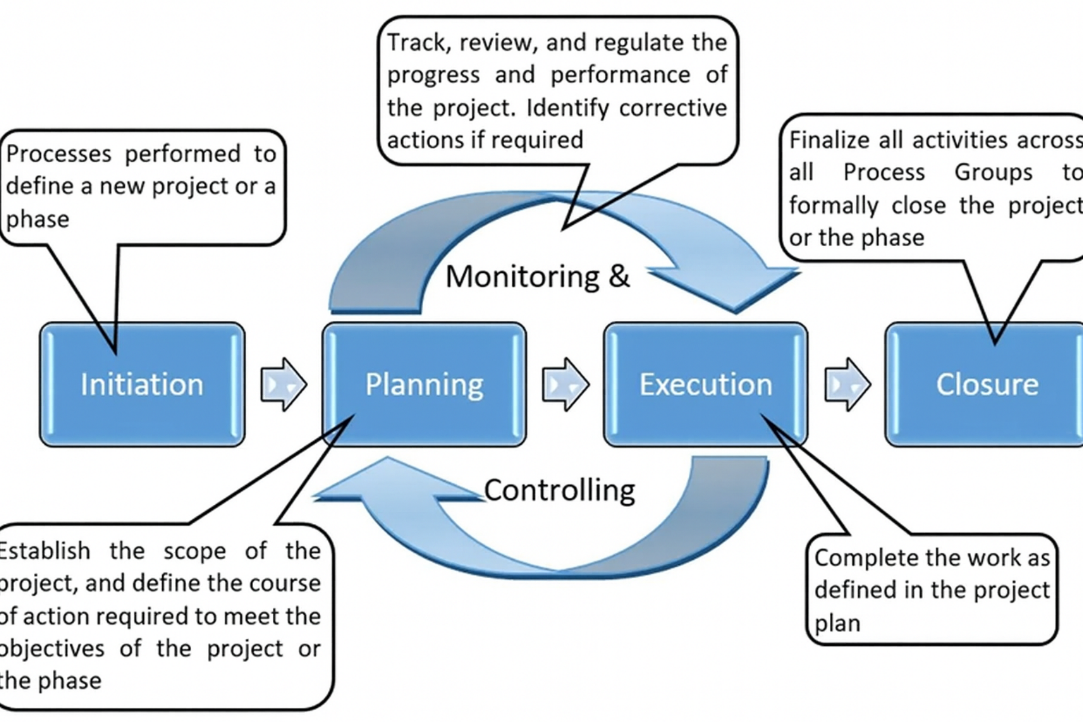 Track, review, and regulate the
progress and performance of
the project. Identify corrective
actions if required
Processes performed to
define a new project or a
phase
Finalize all activities across
all Process Groups to
formally close the project
or the phase
Monitoring &
Initiation
Planning
Execution
Closure
Controlling
Establish the scope of the
project, and define the course
of action required to meet the
objectives of the project or
the phase
Complete the work as
defined in the project
plan